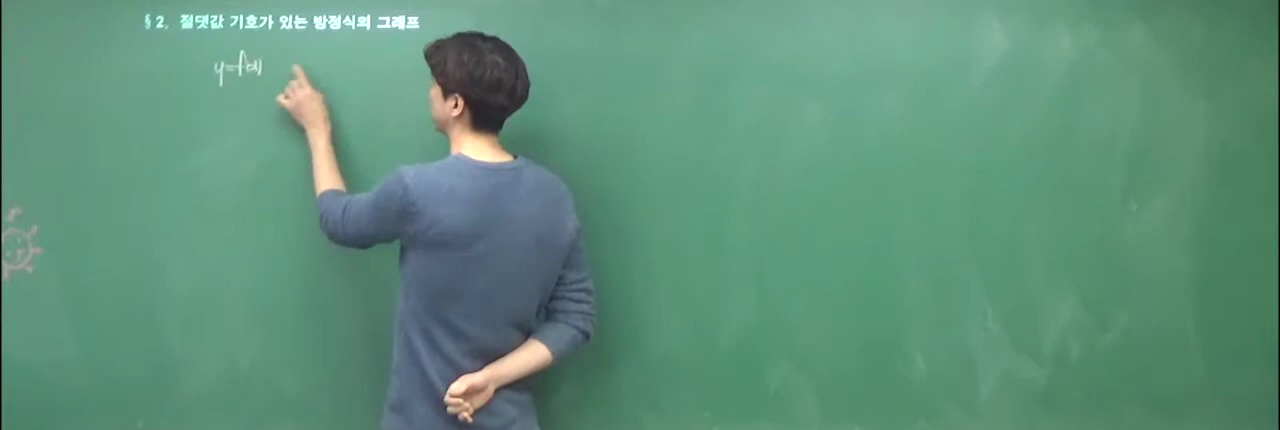 § 2. 절댓값 기호가 있는 방정식의 그래프
y=f(x)